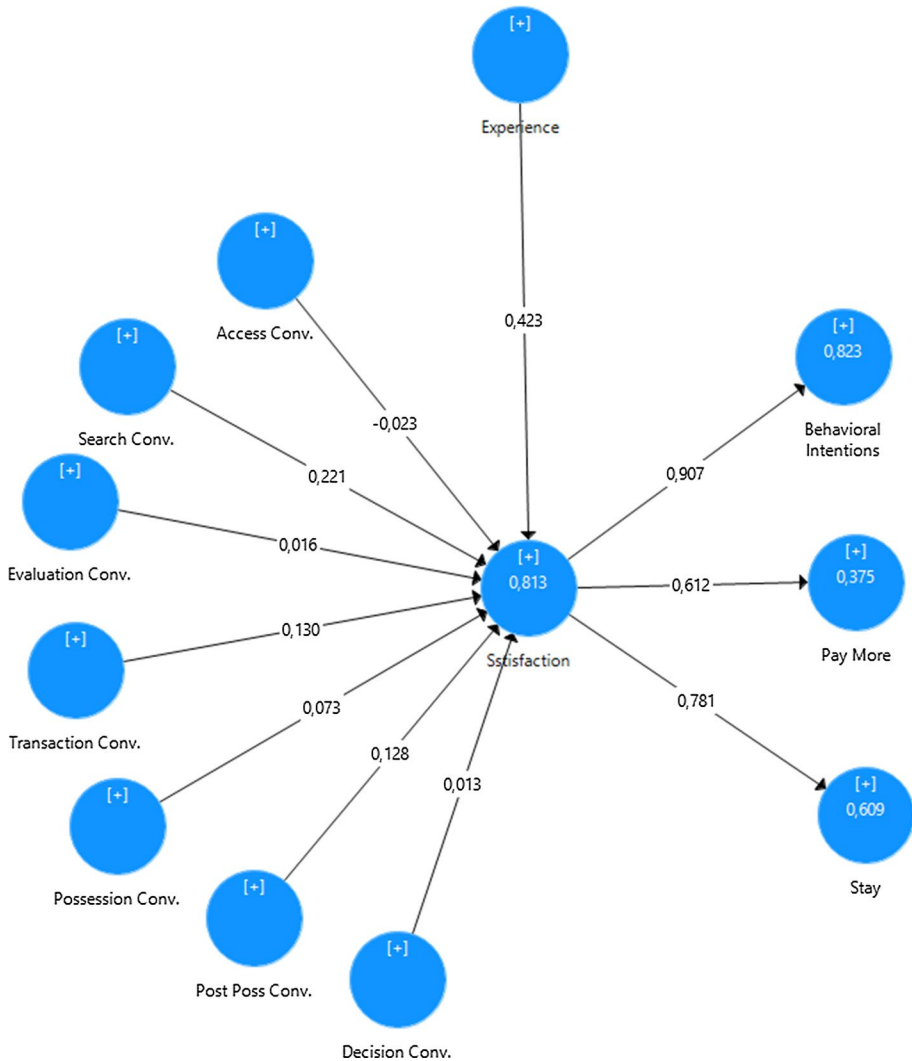 [+]
Experience
[+]
Access Conv.
[+]
Search Conv.
[+]
Evaluation Conv.
[+]
Transaction Conv.
[+]
Possession Conv.
[+]
Post Poss Conv.
[+]
Decision Conv.
0,423
-0,023
0,221
0,016
0,130
0,073
0,128
0,013
[+]
0,813
Sstisfaction
0,907
0,612
0,781
[+]
0,823
Behavioral
Intentions
[+]
0,375
Pay More
[+]
0,609
Stay